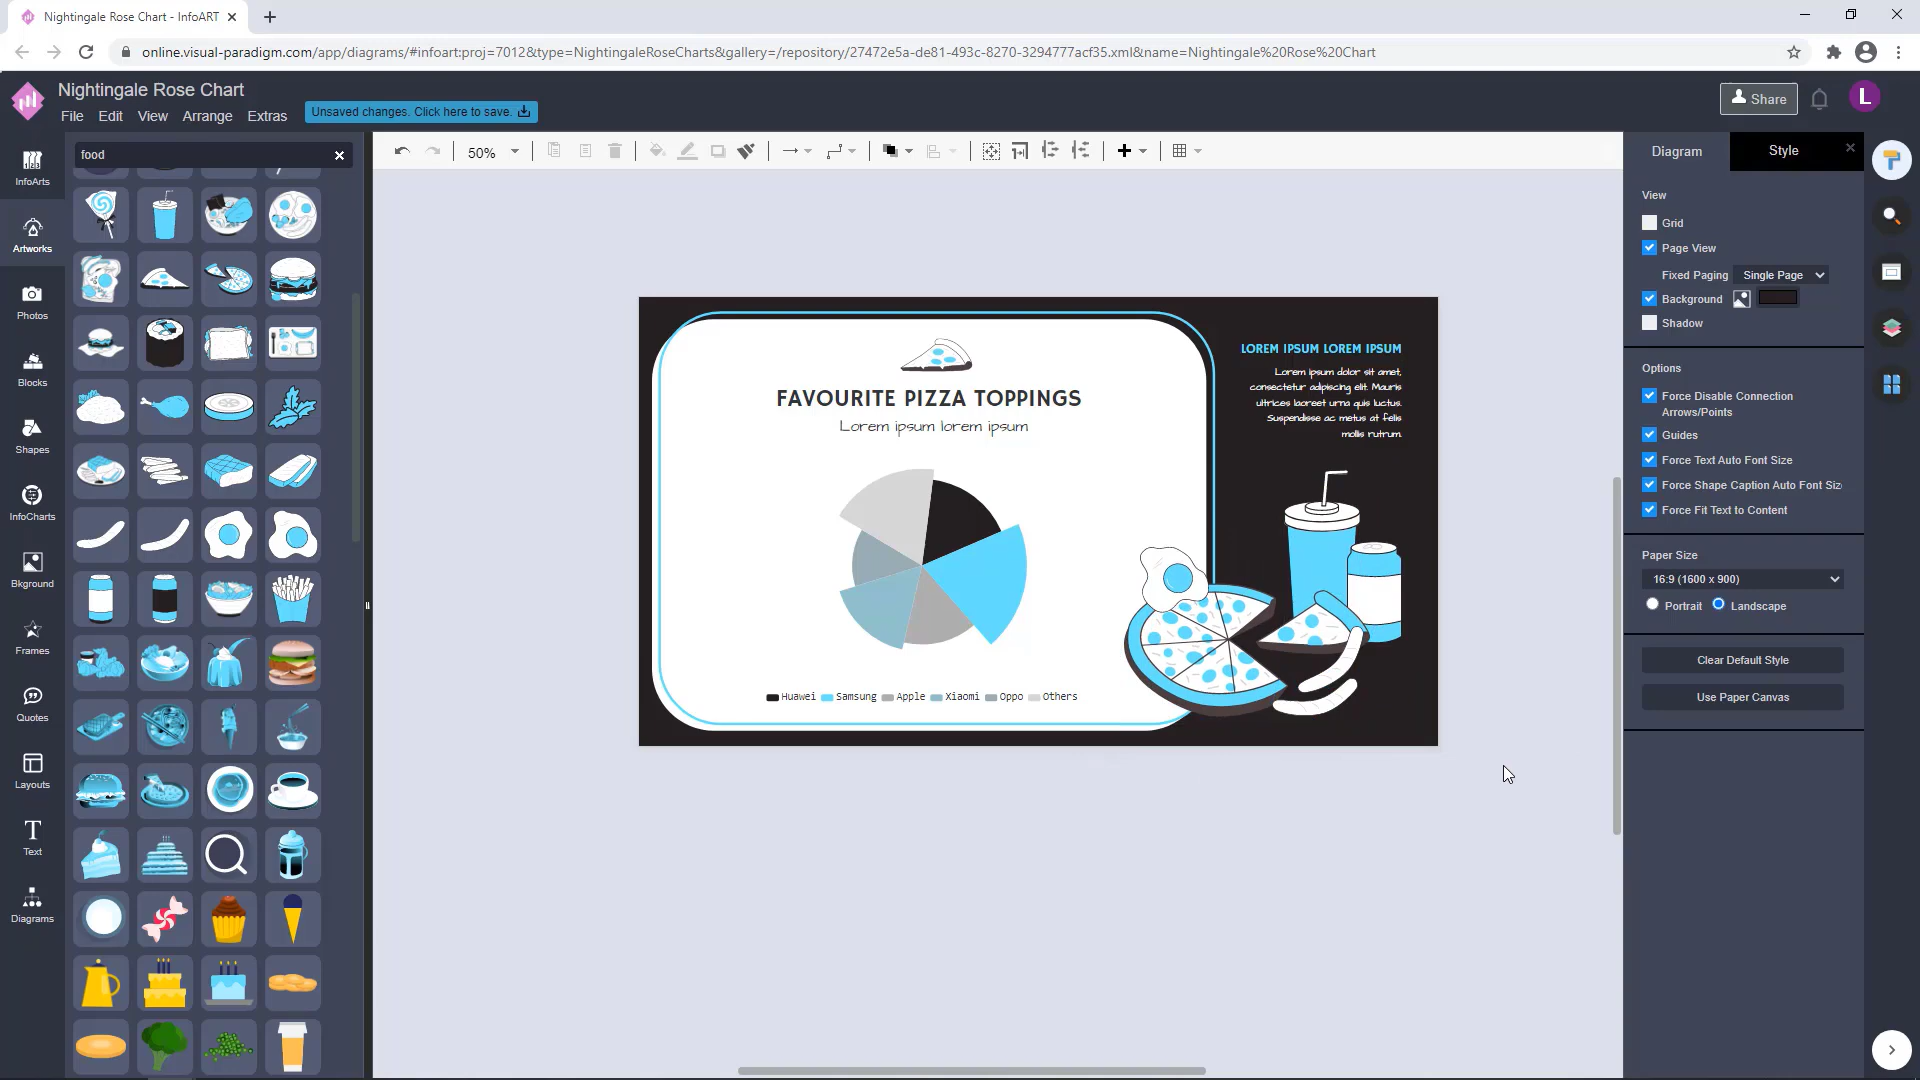 Nightingale Rose Chart - InfoART
online.visual-paradigm.com/app/diagrams/#infoart:proj=7012&type=NightingaleRoseCharts&gallery=/repository/27472e5a-de81-493c-8270-3294777acf35.xml&name=Nightingale%20Rose%20Chart
Nightingale Rose Chart
File Edit View Arrange Extras
Unsaved changes. Click here to save.
Share
L
InfoArts
Artworks
Photos
Blocks
Shapes
InfoCharts
Bkground
Frames
Quotes
Layouts
Text
Diagrams
food
50%
FAVOURITE PIZZA TOPPINGS
Lorem ipsum lorem ipsum
Huawei Samsung Apple Xiaomi Oppo Others
LOREM IPSUM LOREM IPSUM
Lorem ipsum dolor sit amet,
consectetur adipiscing elit. Mauris
ultrices laoreet urna quis luctus.
Suspendisse ac metus at felis
mollis rutrum.
Diagram Style
View
Grid
Page View
Fixed Paging Single Page
Background
Shadow
Options
Force Disable Connection
Arrows/Points
Guides
Force Text Auto Font Size
Force Shape Caption Auto Font Siz
Force Fit Text to Content
Paper Size
16:9 (1600 x 900)
Portrait Landscape
Clear Default Style
Use Paper Canvas